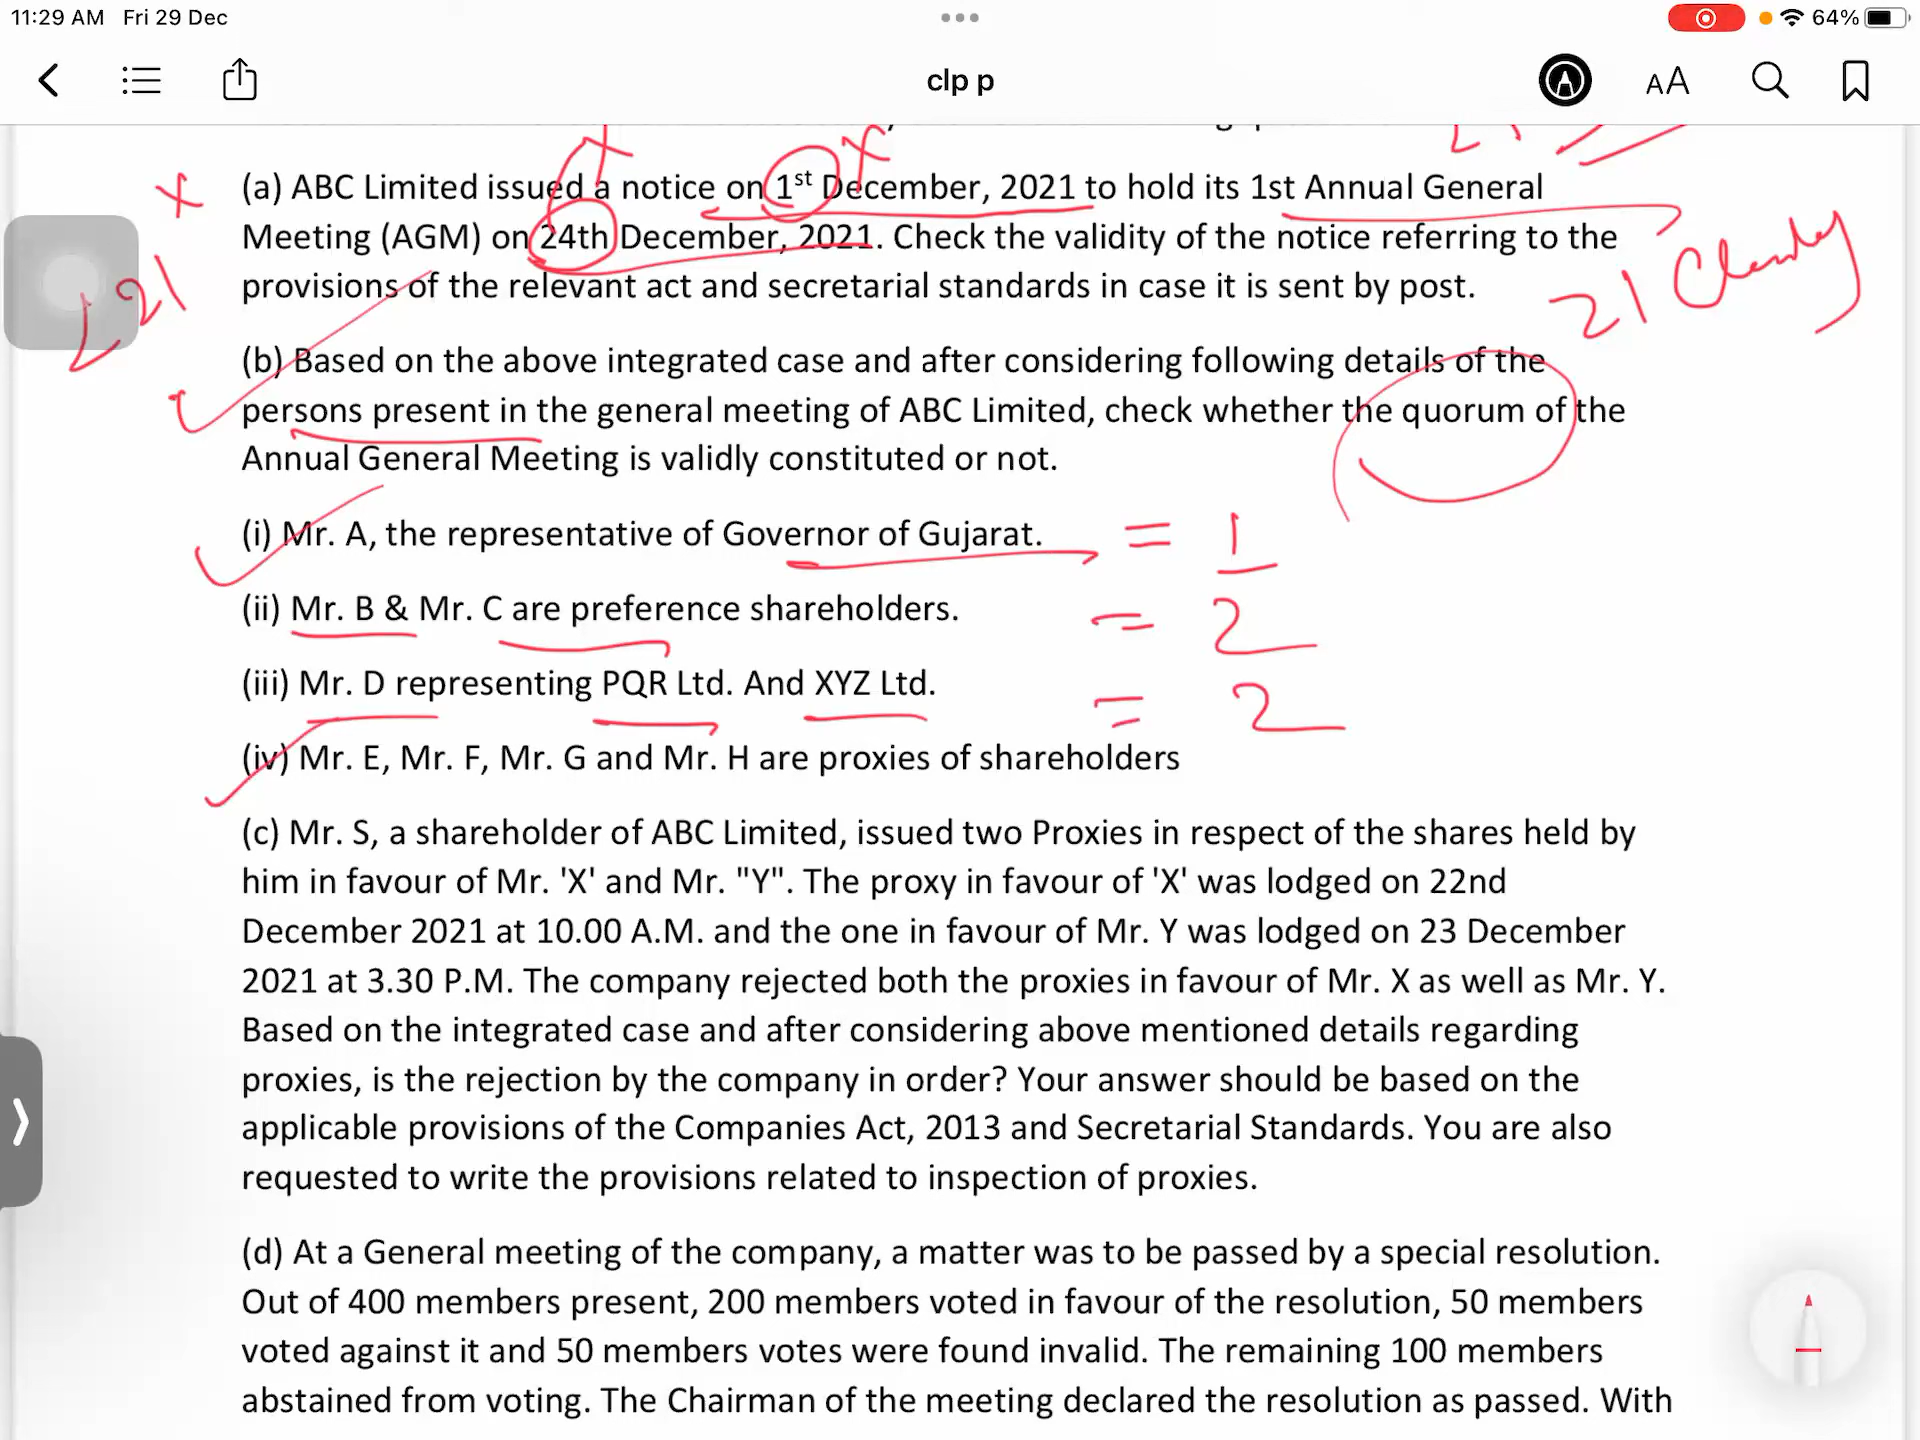 11:29 AM Fri 29 Dec
64%
clp p
(a) ABC Limited issued a notice on 1st December, 2021 to hold its 1st Annual General
Meeting (AGM) on 24th December, 2021. Check the validity of the notice referring to the
provisions of the relevant act and secretarial standards in case it is sent by post.
21
21
(b) Based on the above integrated case and after considering following details of the
persons present in the general meeting of ABC Limited, check whether the quorum of the
Annual General Meeting is validly constituted or not.
(i) Mr. A, the representative of Governor of Gujarat. = 1
(ii) Mr. B & Mr. C are preference shareholders. = 2
(iii) Mr. D representing PQR Ltd. And XYZ Ltd. = 2
(iv) Mr. E, Mr. F, Mr. G and Mr. H are proxies of shareholders
(c) Mr. S, a shareholder of ABC Limited, issued two Proxies in respect of the shares held by
him in favour of Mr. 'X' and Mr. "Y". The proxy in favour of 'X' was lodged on 22nd
December 2021 at 10.00 A.M. and the one in favour of Mr. Y was lodged on 23 December
2021 at 3.30 P.M. The company rejected both the proxies in favour of Mr. X as well as Mr. Y.
Based on the integrated case and after considering above mentioned details regarding
proxies, is the rejection by the company in order? Your answer should be based on the
applicable provisions of the Companies Act, 2013 and Secretarial Standards. You are also
requested to write the provisions related to inspection of proxies.
(d) At a General meeting of the company, a matter was to be passed by a special resolution.
Out of 400 members present, 200 members voted in favour of the resolution, 50 members
voted against it and 50 members votes were found invalid. The remaining 100 members
abstained from voting. The Chairman of the meeting declared the resolution as passed. With